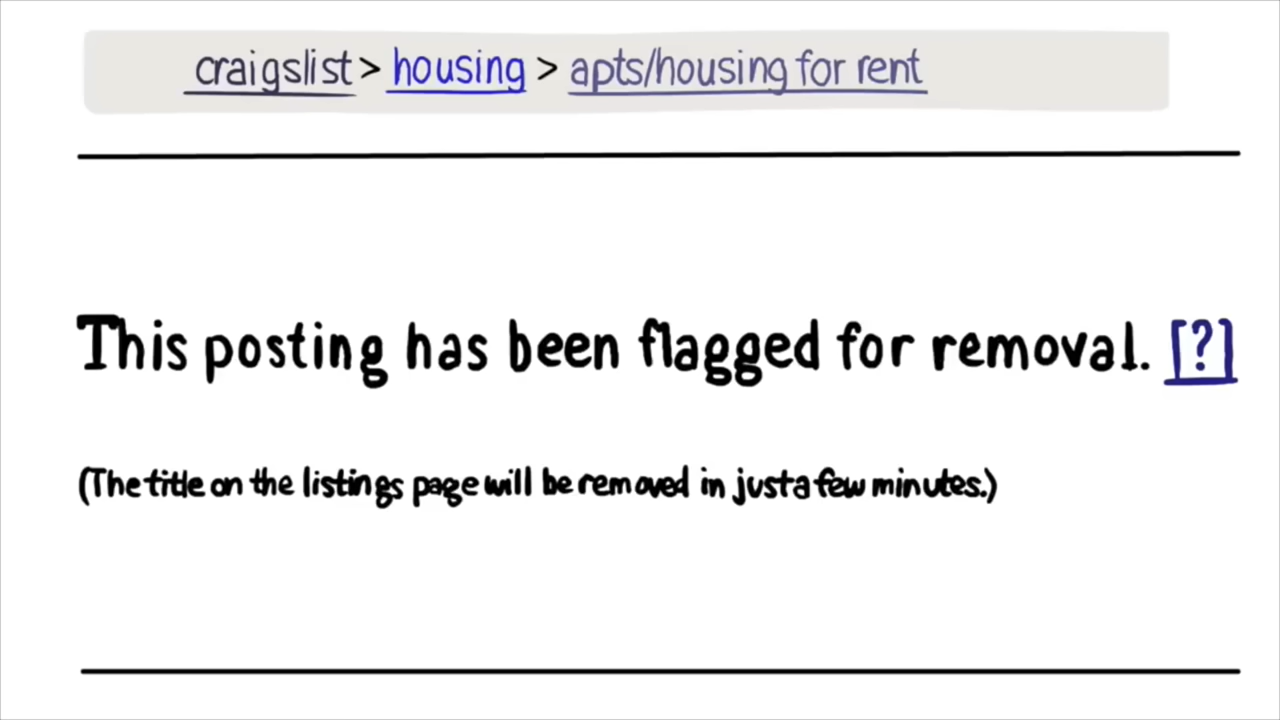 craigslist > housing > apts/housing for rent
This posting has been flagged for removal. [?]
(The title on the listings page will be removed in just a few minutes.)